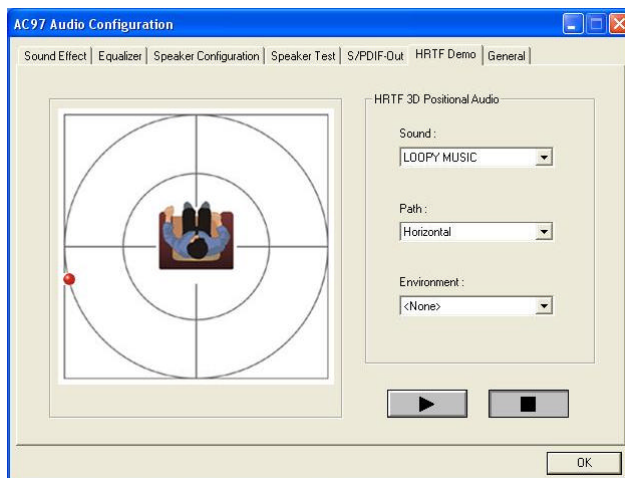 AC97 Audio Configuration
Sound Effect Equalizer Speaker Configuration Speaker Test S/PDIF-Out HRTF Demo General
HRTF 3D Positional Audio
Sound :
LOOPY MUSIC
Path :
Horizontal
Environment :
<None>
OK